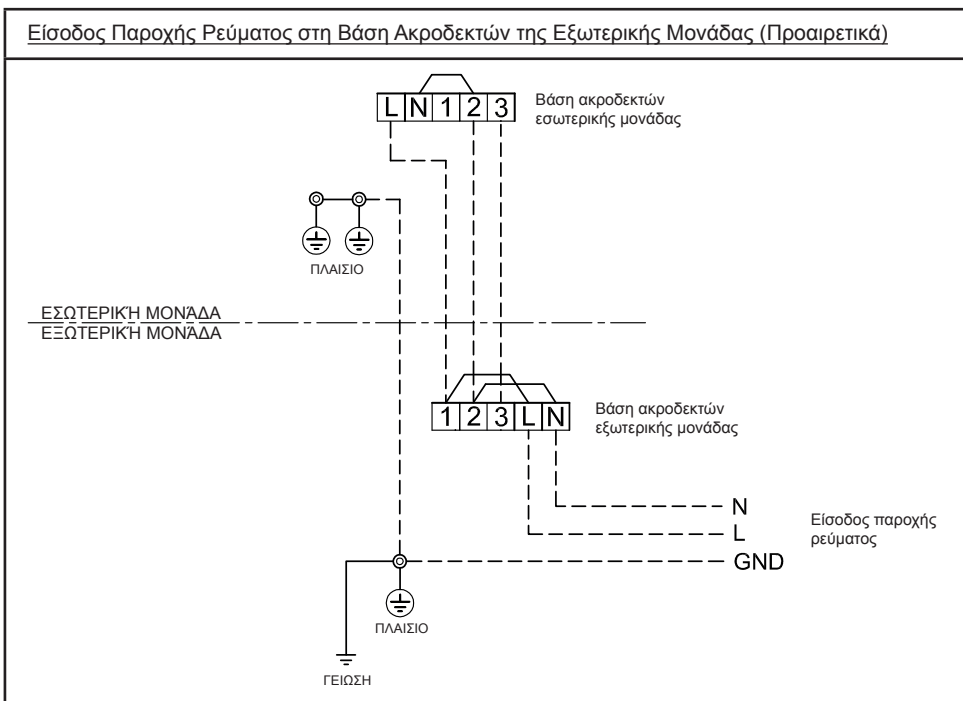 Είσοδος Παροχής Ρεύματος στη Βάση Ακροδεκτών της Εξωτερικής Μονάδας (Προαιρετικά)
L N 1 2 3
Βάση ακροδεκτών
εσωτερικής μονάδας
ΠΛΑΙΣΙΟ
ΕΣΩΤΕΡΙΚΉ ΜΟΝΆΔΑ
ΕΞΩΤΕΡΙΚΉ ΜΟΝΆΔΑ
1 2 3 L N
Βάση ακροδεκτών
εξωτερικής μονάδας
N
L
GND
Είσοδος παροχής
ρεύματος
ΠΛΑΙΣΙΟ
ΓΕΙΩΣΗ